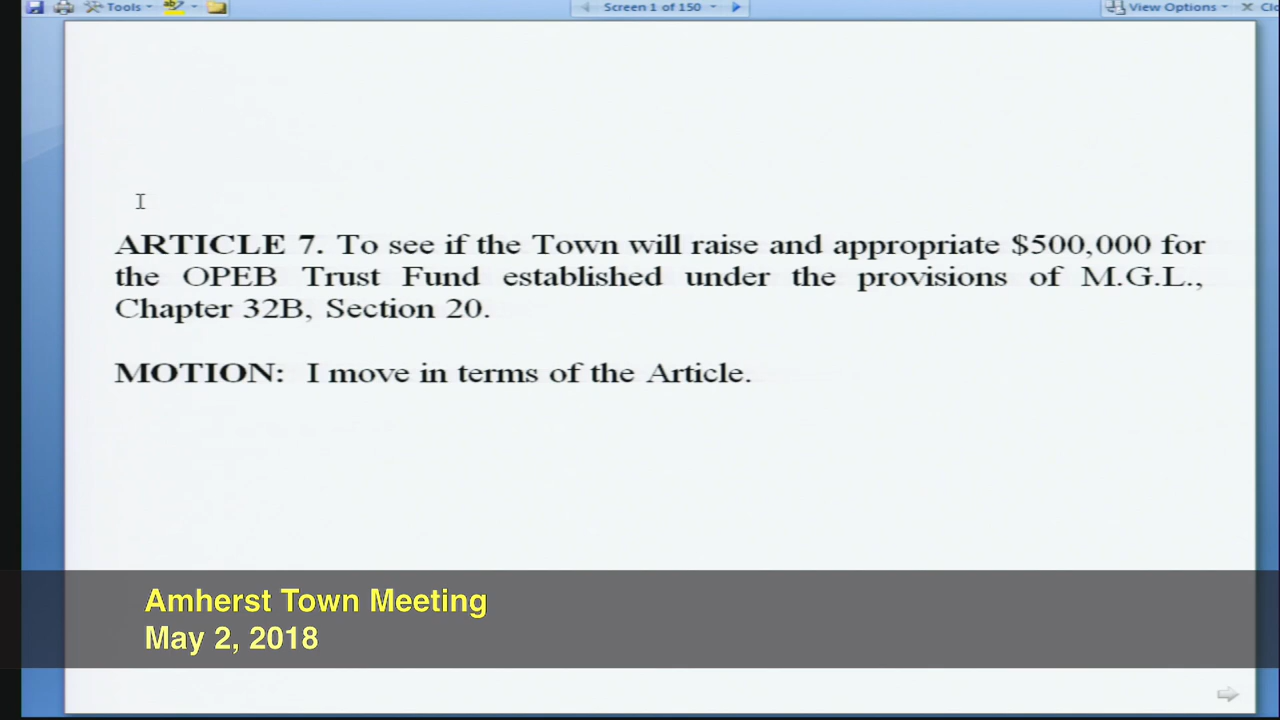 Tools
Screen 1 of 150
View Options
ARTICLE 7. To see if the Town will raise and appropriate $500,000 for
the OPEB Trust Fund established under the provisions of M.G.L.,
Chapter 32B, Section 20.
MOTION: I move in terms of the Article.
Amherst Town Meeting
May 2, 2018